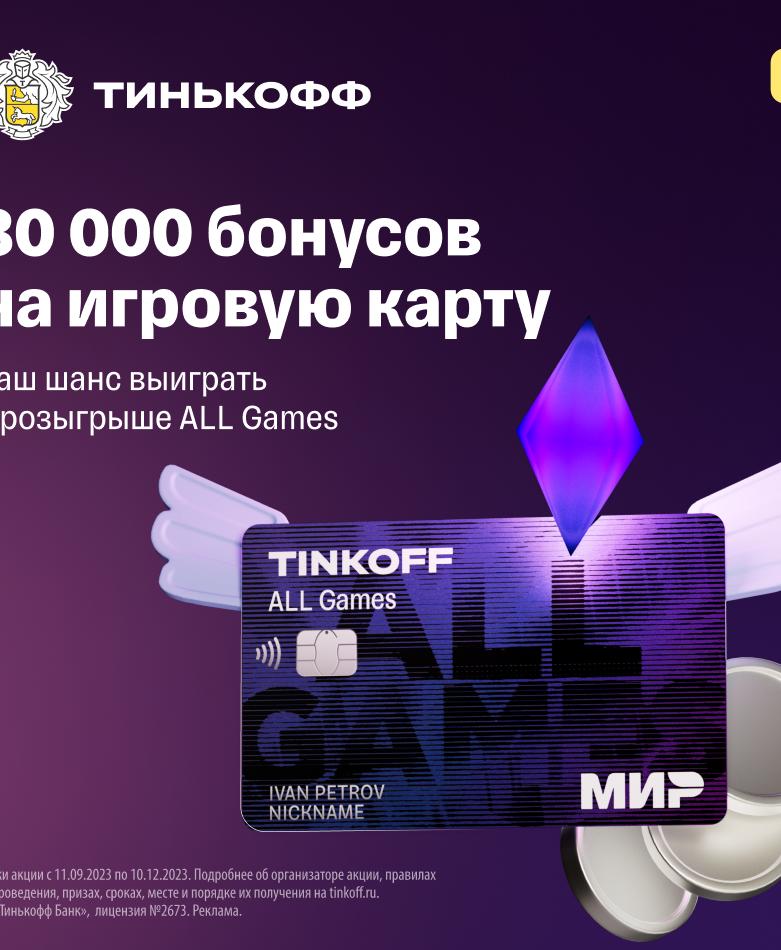 ТИНЬКОФФ
30 000 бонусов
на игровую карту
аш шанс выиграть
розыгрыше ALL Games
TINKOFF
ALL Games
ALL
GAMES
IVAN PETROV
NICKNAME
МИР
ки акции с 11.09.2023 по 10.12.2023. Подробнее об организаторе акции, правилах
роведения, призах, сроках, месте и порядке их получения на tinkoff.ru.
Тинькофф Банк», лицензия №2673. Реклама.